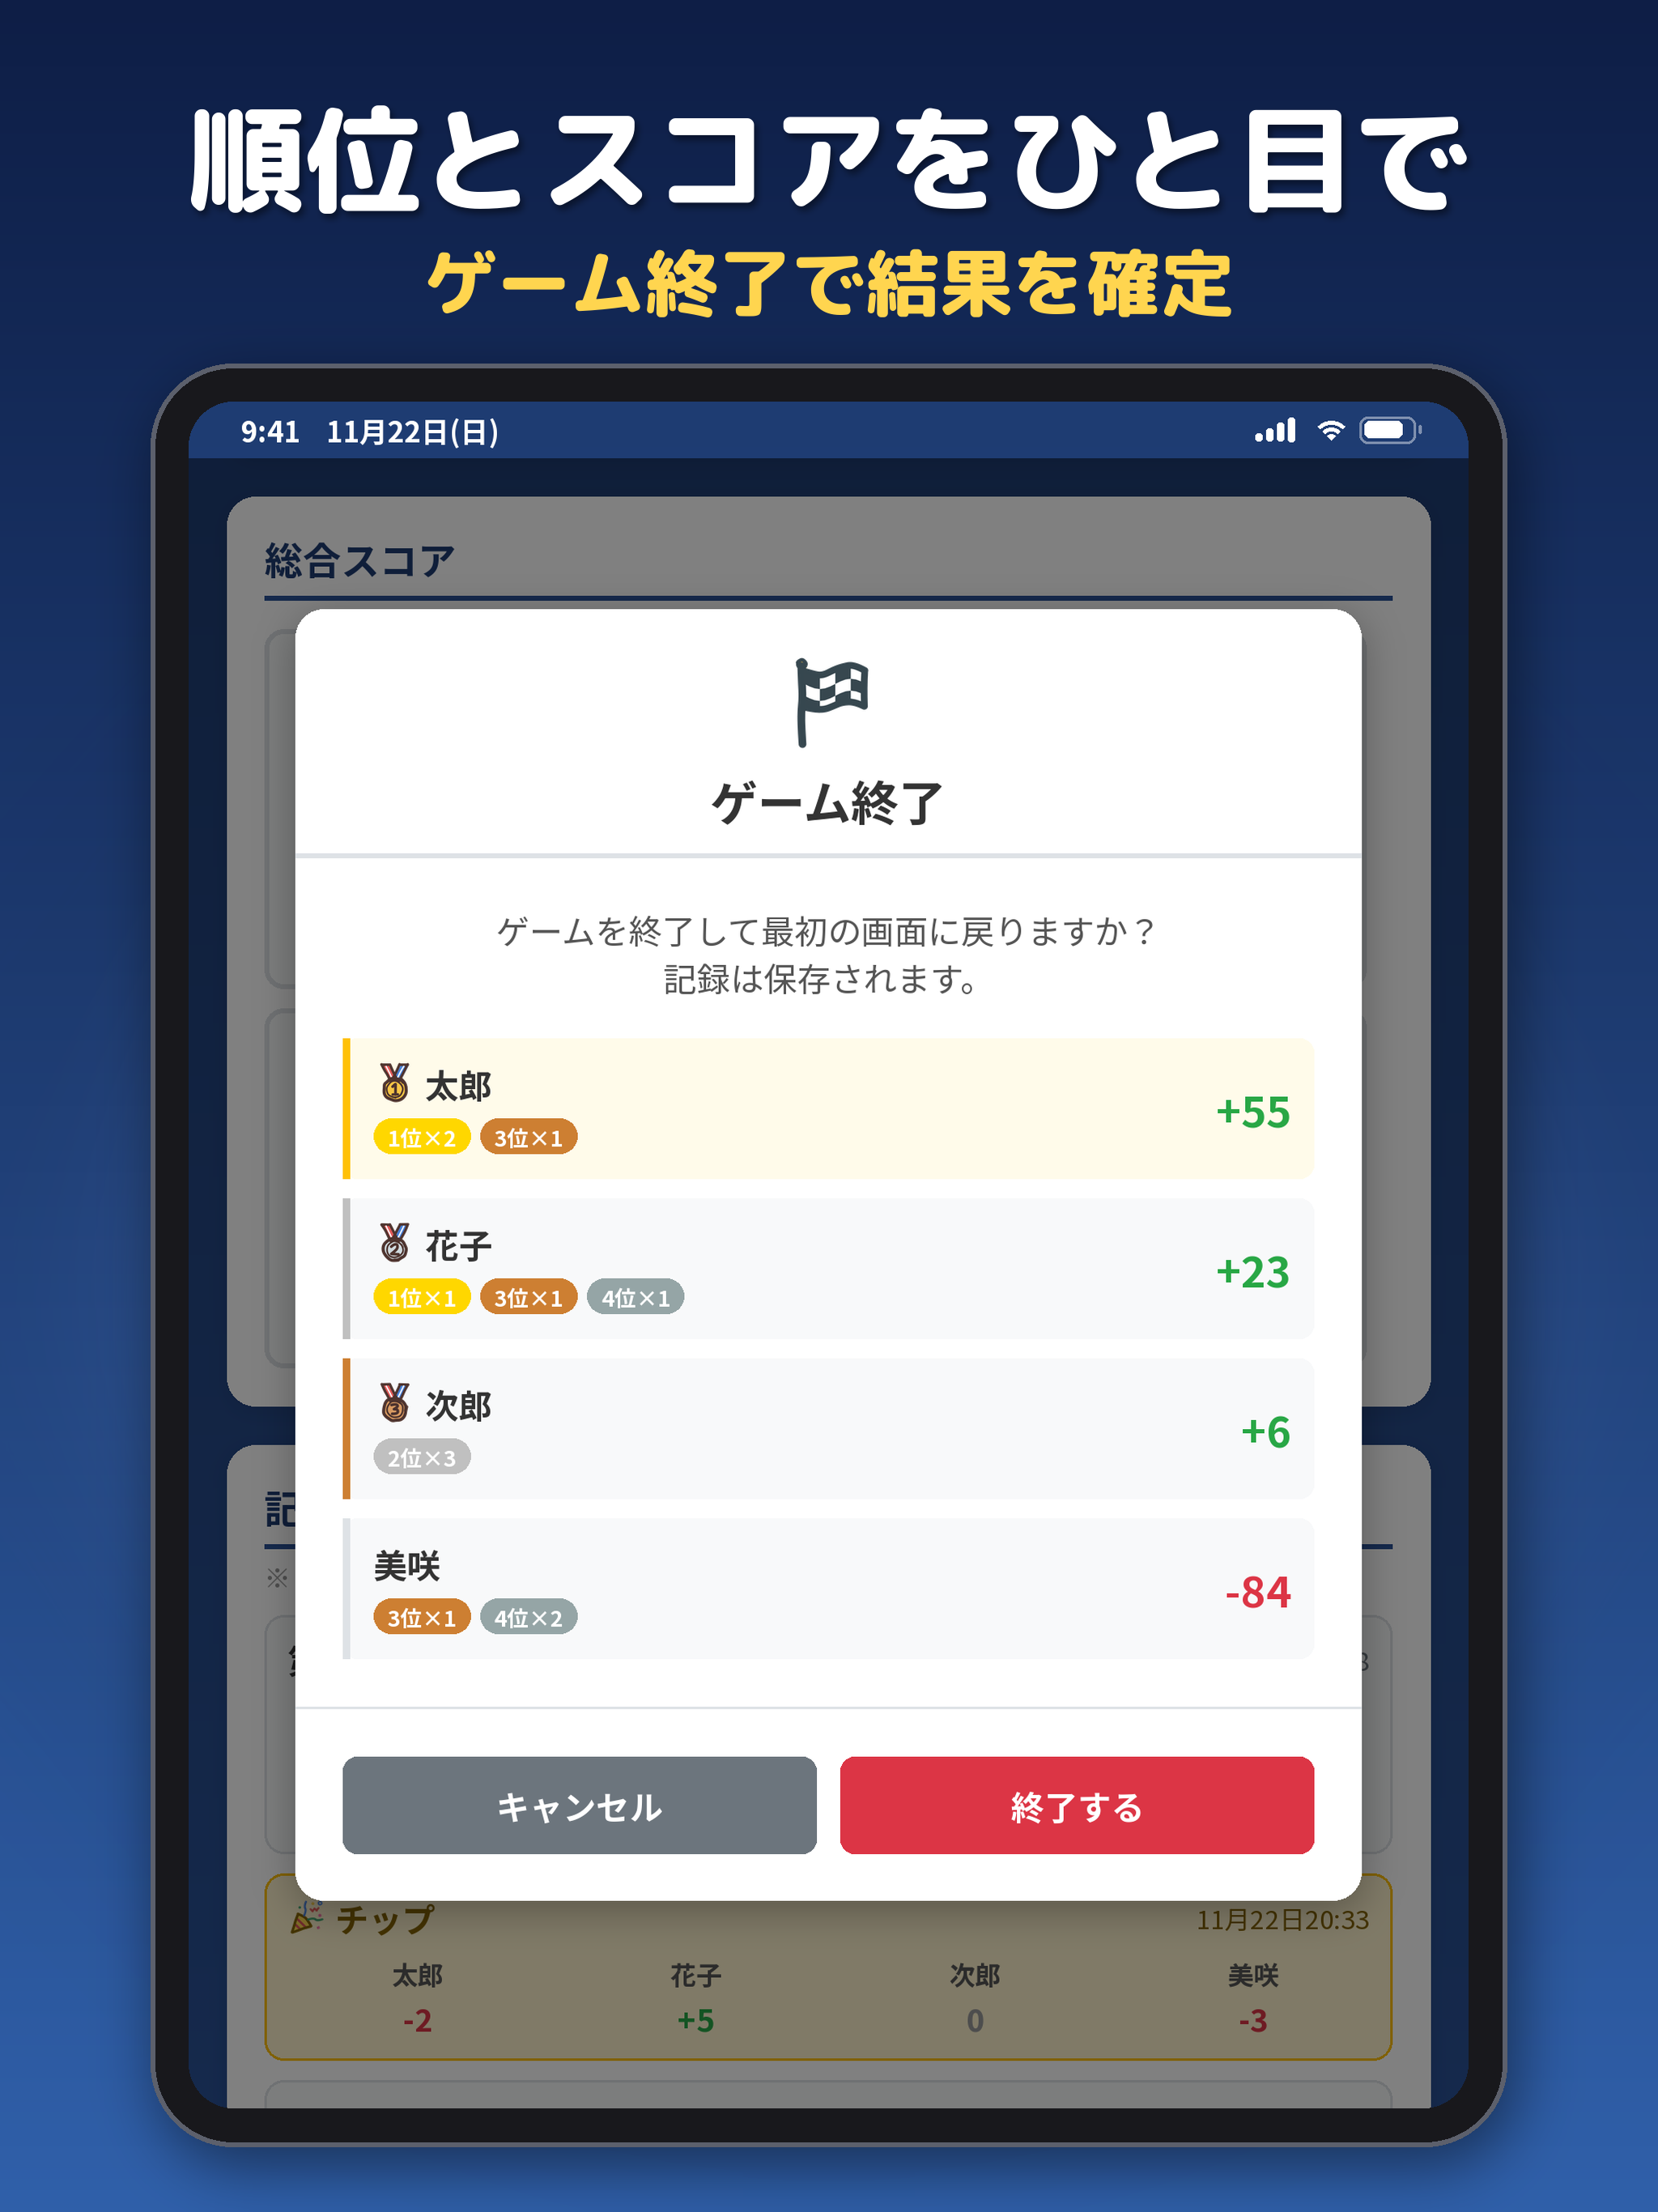 順位とスコアをひと目で
ゲーム終了で結果を確定
9:41 11月22日(日)
総合スコア
ゲーム終了
ゲームを終了して最初の画面に戻りますか？
記録は保存されます。
1 太郎
+55
1位×2 3位×1
2 花子
+23
1位×1 3位×1 4位×1
3 次郎
+6
2位×3
美咲
-84
3位×1 4位×2
記
※
キャンセル 終了する
チップ 11月22日20:33
太郎 花子 次郎 美咲
-2 +5 0 -3